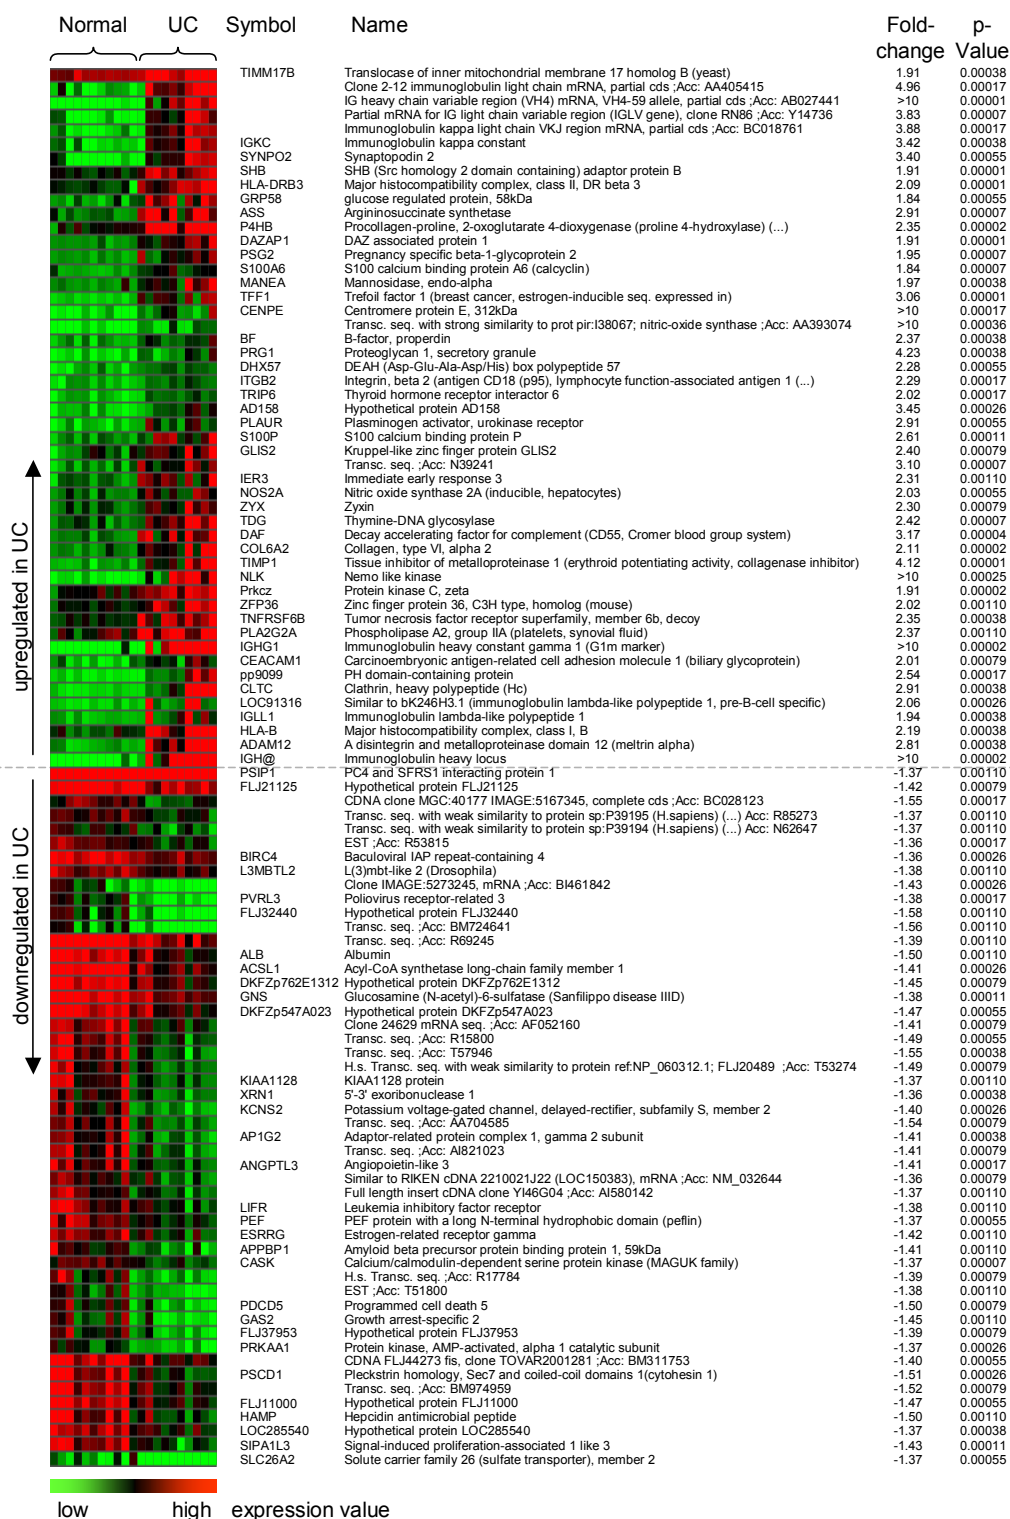 Normal UC Symbol Name Fold-change p-Value
TIMM17B Translocase of inner mitochondrial membrane 17 homolog B (yeast) 1.91 0.00038
Clone 2-12 immunoglobulin light chain mRNA, partial cds ;Acc: AA405415 4.96 0.00017
IG heavy chain variable region (VH4) mRNA, VH4-59 allele, partial cds ;Acc: AB027441 >10 0.00001
Partial mRNA for IG light chain variable region (IGLV gene), clone RN86 ;Acc: Y14736 3.83 0.00007
Immunoglobulin kappa light chain VKJ region mRNA, partial cds ;Acc: BC018761 3.88 0.00017
IGKC Immunoglobulin kappa constant 3.42 0.00038
SYNPO2 Synaptopodin 2 3.40 0.00055
SHB SHB (Src homology 2 domain containing) adaptor protein B 1.91 0.00001
HLA-DRB3 Major histocompatibility complex, class II, DR beta 3 2.09 0.00001
GRP58 glucose regulated protein, 58kDa 1.84 0.00055
ASS Argininosuccinate synthetase 2.91 0.00007
P4HB Procollagen-proline, 2-oxoglutarate 4-dioxygenase (proline 4-hydroxylase) (...) 2.35 0.00002
DAZAP1 DAZ associated protein 1 1.91 0.00001
PSG2 Pregnancy specific beta-1-glycoprotein 2 1.95 0.00007
S100A6 S100 calcium binding protein A6 (calcyclin) 1.84 0.00007
MANEA Mannosidase, endo-alpha 1.97 0.00038
TFF1 Trefoil factor 1 (breast cancer, estrogen-inducible seq. expressed in) 3.06 0.00001
CENPE Centromere protein E, 312kDa >10 0.00017
Transc. seq. with strong similarity to prot pir:I38067; nitric-oxide synthase ;Acc: AA393074 >10 0.00036
BF B-factor, properdin 2.37 0.00038
PRG1 Proteoglycan 1, secretory granule 4.23 0.00038
DHX57 DEAH (Asp-Glu-Ala-Asp/His) box polypeptide 57 2.28 0.00055
ITGB2 Integrin, beta 2 (antigen CD18 (p95), lymphocyte function-associated antigen 1 (...) 2.29 0.00017
TRIP6 Thyroid hormone receptor interactor 6 2.02 0.00017
AD158 Hypothetical protein AD158 3.45 0.00026
PLAUR Plasminogen activator, urokinase receptor 2.91 0.00055
S100P S100 calcium binding protein P 2.61 0.00011
GLIS2 Kruppel-like zinc finger protein GLIS2 2.40 0.00079
Transc. seq. ;Acc: N39241 3.10 0.00007
IER3 Immediate early response 3 2.31 0.00110
NOS2A Nitric oxide synthase 2A (inducible, hepatocytes) 2.03 0.00055
ZYX Zyxin 2.30 0.00079
TDG Thymine-DNA glycosylase 2.42 0.00007
DAF Decay accelerating factor for complement (CD55, Cromer blood group system) 3.17 0.00004
COL6A2 Collagen, type VI, alpha 2 2.11 0.00002
TIMP1 Tissue inhibitor of metalloproteinase 1 (erythroid potentiating activity, collagenase inhibitor) 4.12 0.00001
NLK Nemo like kinase >10 0.00025
Prkcz Protein kinase C, zeta 1.91 0.00002
ZFP36 Zinc finger protein 36, C3H type, homolog (mouse) 2.02 0.00110
TNFRSF6B Tumor necrosis factor receptor superfamily, member 6b, decoy 2.35 0.00038
PLA2G2A Phospholipase A2, group IIA (platelets, synovial fluid) 2.37 0.00110
IGHG1 Immunoglobulin heavy constant gamma 1 (G1m marker) >10 0.00002
CEACAM1 Carcinoembryonic antigen-related cell adhesion molecule 1 (biliary glycoprotein) 2.01 0.00079
pp9099 PH domain-containing protein 2.54 0.00017
CLTC Clathrin, heavy polypeptide (Hc) 2.91 0.00038
LOC91316 Similar to bK246H3.1 (immunoglobulin lambda-like polypeptide 1, pre-B-cell specific) 2.06 0.00026
IGLL1 Immunoglobulin lambda-like polypeptide 1 1.94 0.00038
HLA-B Major histocompatibility complex, class I, B 2.19 0.00038
ADAM12 A disintegrin and metalloproteinase domain 12 (meltrin alpha) 2.81 0.00038
IGH@ Immunoglobulin heavy locus >10 0.00002
upregulated in UC
PSIP1 PC4 and SFRS1 interacting protein 1 -1.37 0.00110
FLJ21125 Hypothetical protein FLJ21125 -1.42 0.00079
CDNA clone MGC:40177 IMAGE:5167345, complete cds ;Acc: BC028123 -1.55 0.00017
Transc. seq. with weak similarity to protein sp:P39195 (H.sapiens) (...) Acc: R85273 -1.37 0.00110
Transc. seq. with weak similarity to protein sp:P39194 (H.sapiens) (...) Acc: N62647 -1.37 0.00110
EST ;Acc: R53815 -1.36 0.00017
BIRC4 Baculoviral IAP repeat-containing 4 -1.36 0.00026
L3MBTL2 L(3)mbt-like 2 (Drosophila) -1.38 0.00110
Clone IMAGE:5273245, mRNA ;Acc: BI461842 -1.43 0.00026
PVRL3 Poliovirus receptor-related 3 -1.38 0.00017
FLJ32440 Hypothetical protein FLJ32440 -1.58 0.00110
Transc. seq. ;Acc: BM724641 -1.56 0.00110
Transc. seq. ;Acc: R69245 -1.39 0.00110
ALB Albumin -1.50 0.00110
ACSL1 Acyl-CoA synthetase long-chain family member 1 -1.41 0.00026
DKFZp762E1312 Hypothetical protein DKFZp762E1312 -1.45 0.00079
GNS Glucosamine (N-acetyl)-6-sulfatase (Sanfilippo disease IIID) -1.38 0.00011
DKFZp547A023 Hypothetical protein DKFZp547A023 -1.47 0.00055
Clone 24629 mRNA seq. ;Acc: AF052160 -1.41 0.00079
Transc. seq. ;Acc: R15800 -1.49 0.00055
Transc. seq. ;Acc: T57946 -1.55 0.00038
H.s. Transc. seq. with weak similarity to protein ref:NP_060312.1; FLJ20489 ;Acc: T53274 -1.49 0.00079
KIAA1128 KIAA1128 protein -1.37 0.00110
XRN1 5'-3' exoribonuclease 1 -1.36 0.00038
KCNS2 Potassium voltage-gated channel, delayed-rectifier, subfamily S, member 2 -1.40 0.00026
Transc. seq. ;Acc: AA704585 -1.54 0.00079
AP1G2 Adaptor-related protein complex 1, gamma 2 subunit -1.41 0.00038
Transc. seq. ;Acc: AI821023 -1.41 0.00079
ANGPTL3 Angiopoietin-like 3 -1.41 0.00017
Similar to RIKEN cDNA 2210021J22 (LOC150383), mRNA ;Acc: NM_032644 -1.36 0.00079
Full length insert cDNA clone YI46G04 ;Acc: AI580142 -1.37 0.00110
LIFR Leukemia inhibitory factor receptor -1.38 0.00110
PEF PEF protein with a long N-terminal hydrophobic domain (peflin) -1.37 0.00055
ESRRG Estrogen-related receptor gamma -1.42 0.00110
APPBP1 Amyloid beta precursor protein binding protein 1, 59kDa -1.41 0.00110
CASK Calcium/calmodulin-dependent serine protein kinase (MAGUK family) -1.37 0.00007
H.s. Transc. seq. ;Acc: R17784 -1.39 0.00079
EST ;Acc: T51800 -1.38 0.00110
PDCD5 Programmed cell death 5 -1.50 0.00079
GAS2 Growth arrest-specific 2 -1.45 0.00110
FLJ37953 Hypothetical protein FLJ37953 -1.39 0.00079
PRKAA1 Protein kinase, AMP-activated, alpha 1 catalytic subunit -1.37 0.00026
CDNA FLJ44273 fis, clone TOVAR2001281 ;Acc: BM311753 -1.40 0.00055
PSCD1 Pleckstrin homology, Sec7 and coiled-coil domains 1(cytohesin 1) -1.51 0.00026
Transc. seq. ;Acc: BM974959 -1.52 0.00079
FLJ11000 Hypothetical protein FLJ11000 -1.47 0.00055
HAMP Hepcidin antimicrobial peptide -1.50 0.00110
LOC285540 Hypothetical protein LOC285540 -1.37 0.00038
SIPA1L3 Signal-induced proliferation-associated 1 like 3 -1.43 0.00011
SLC26A2 Solute carrier family 26 (sulfate transporter), member 2 -1.37 0.00055
downregulated in UC
low high expression value